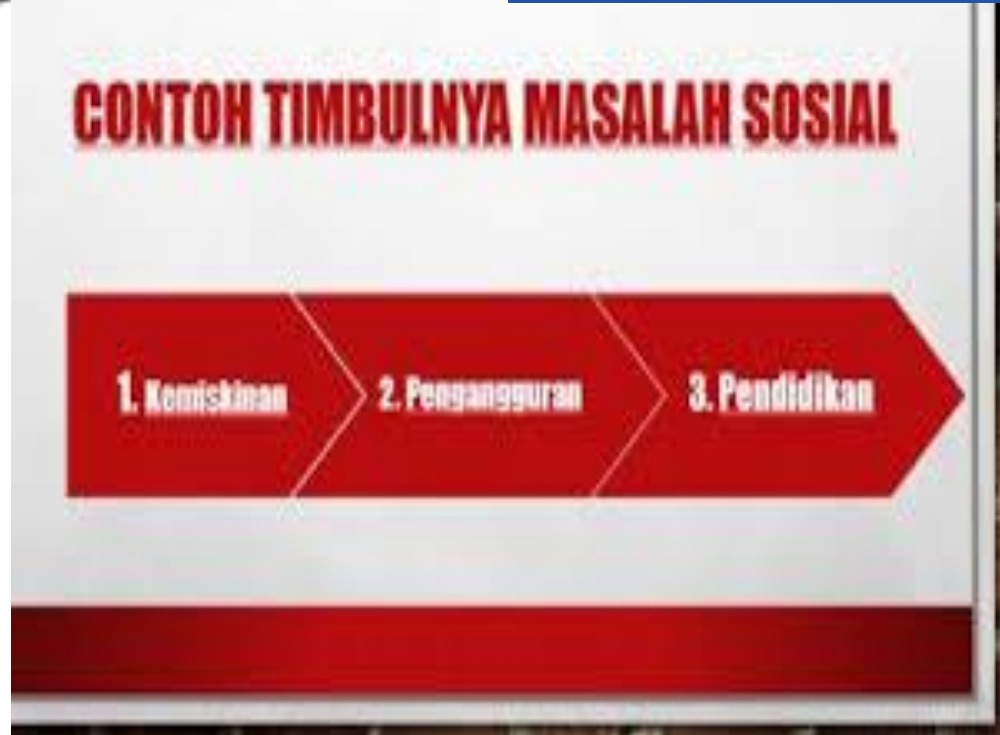 CONTOH TIMBULNYA MASALAH SOSIAL
1. Kemiskinan
2. Pengangguran
3. Pendidikan